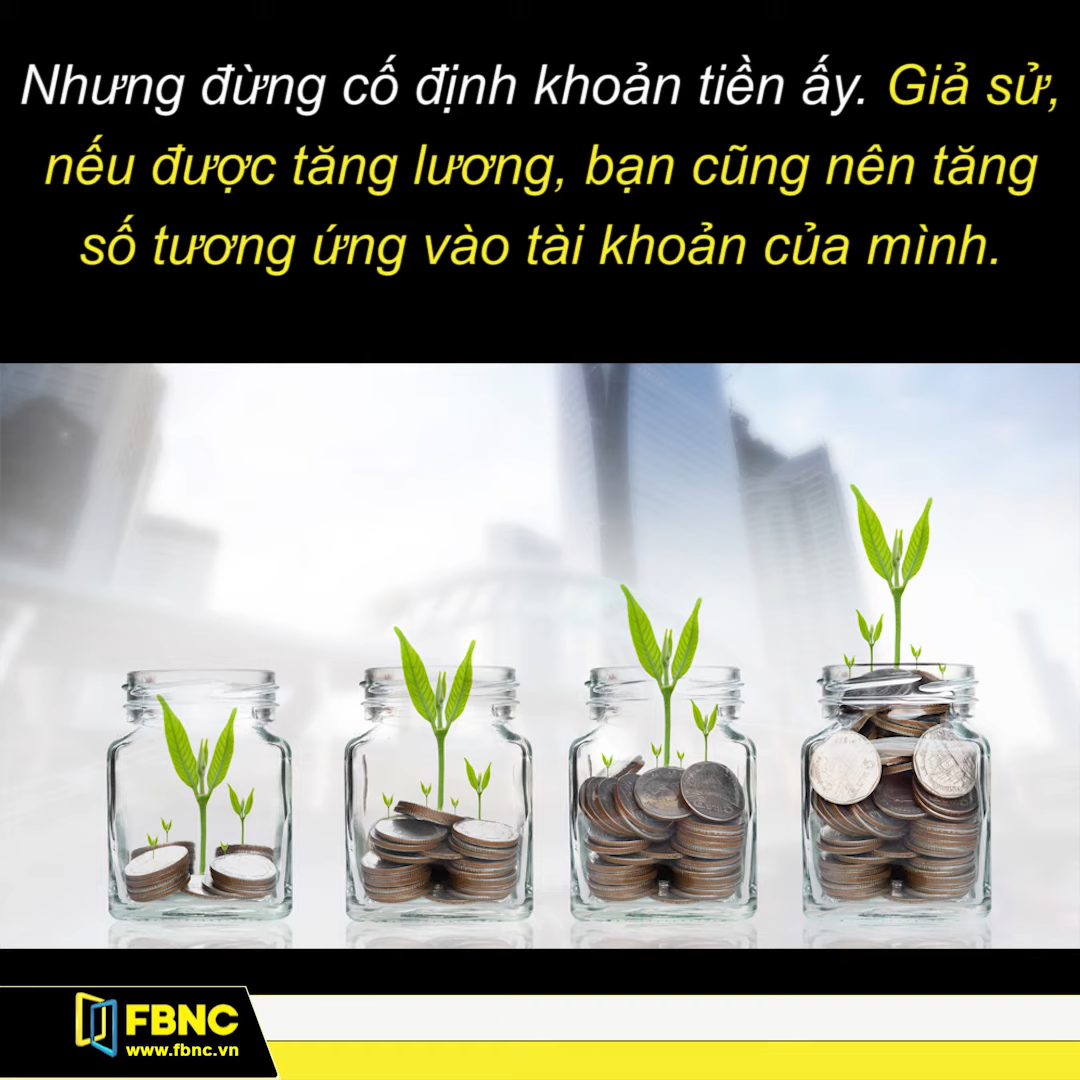 Nhưng đừng cố định khoản tiền ấy. Giả sử,
nếu được tăng lương, bạn cũng nên tăng
số tương ứng vào tài khoản của mình.
FBNC
www.fbnc.vn